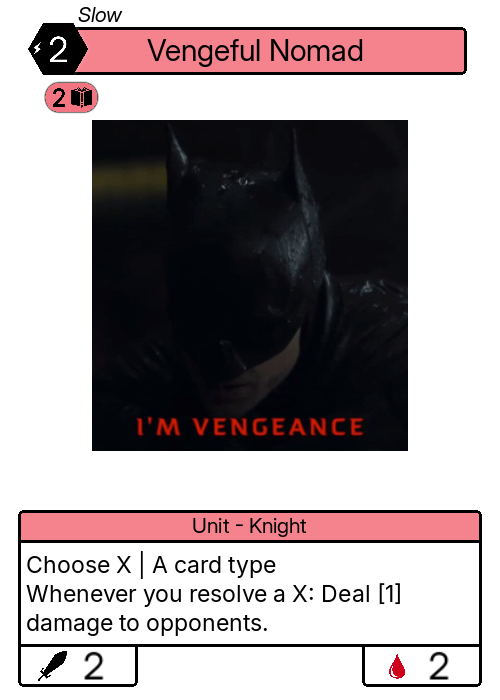 Slow
2
Vengeful Nomad
2
I'M VENGEANCE
Unit - Knight
Choose X | A card type
Whenever you resolve a X: Deal [1]
damage to opponents.
2
2